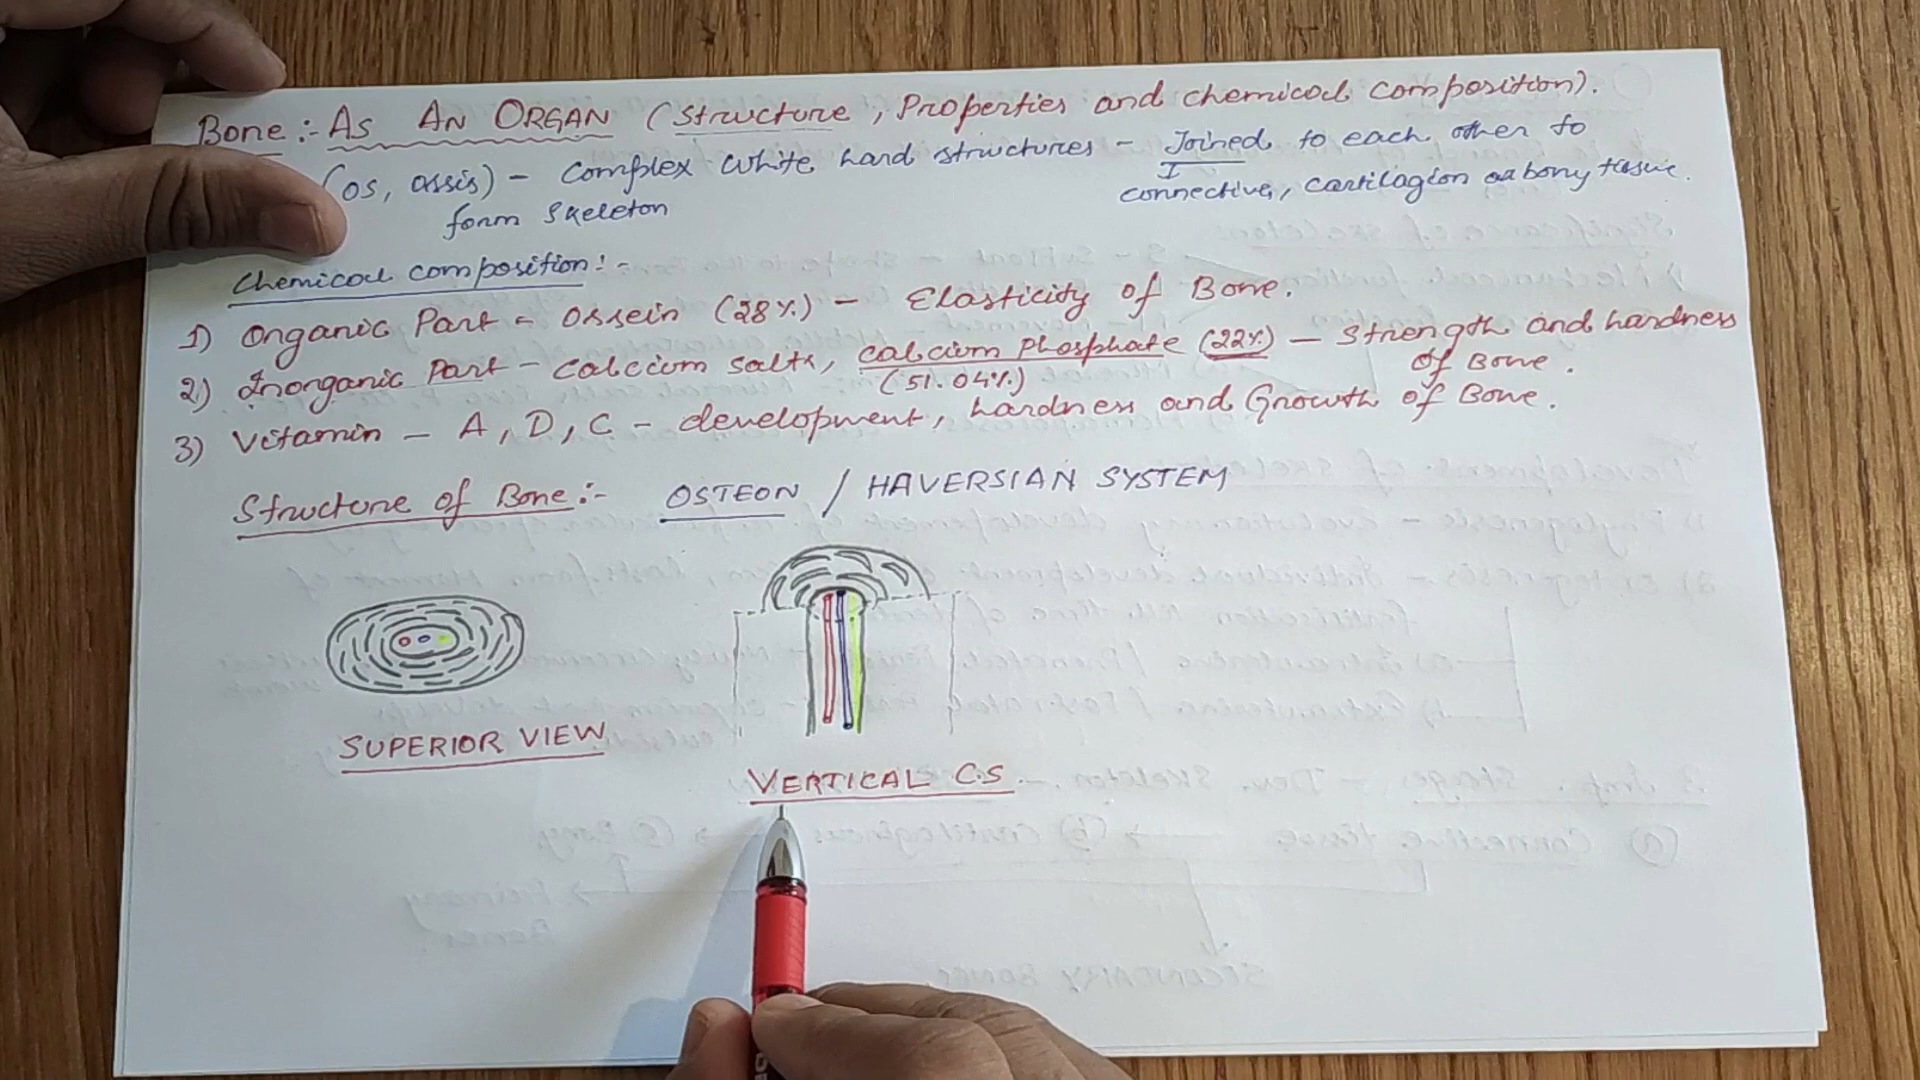 Bone :- AS AN ORGAN (Structure, Properties and chemical composition).
(os, ossis) - Complex white hard structures - Joined to each other to
form skeleton
connective, cartilagion or bony tissue.
Chemical composition :-
1) Organic Part - Ossein (28%) - Elasticity of Bone.
2) Inorganic Part - Calcium salts, calcium Phosphate (22%) - Strength and hardness
(51.04%)
of Bone.
3) Vitamin - A, D, C - development, hardness and Growth of Bone.
Structure of Bone :- OSTEON / HAVERSIAN SYSTEM
SUPERIOR VIEW
VERTICAL C.S.